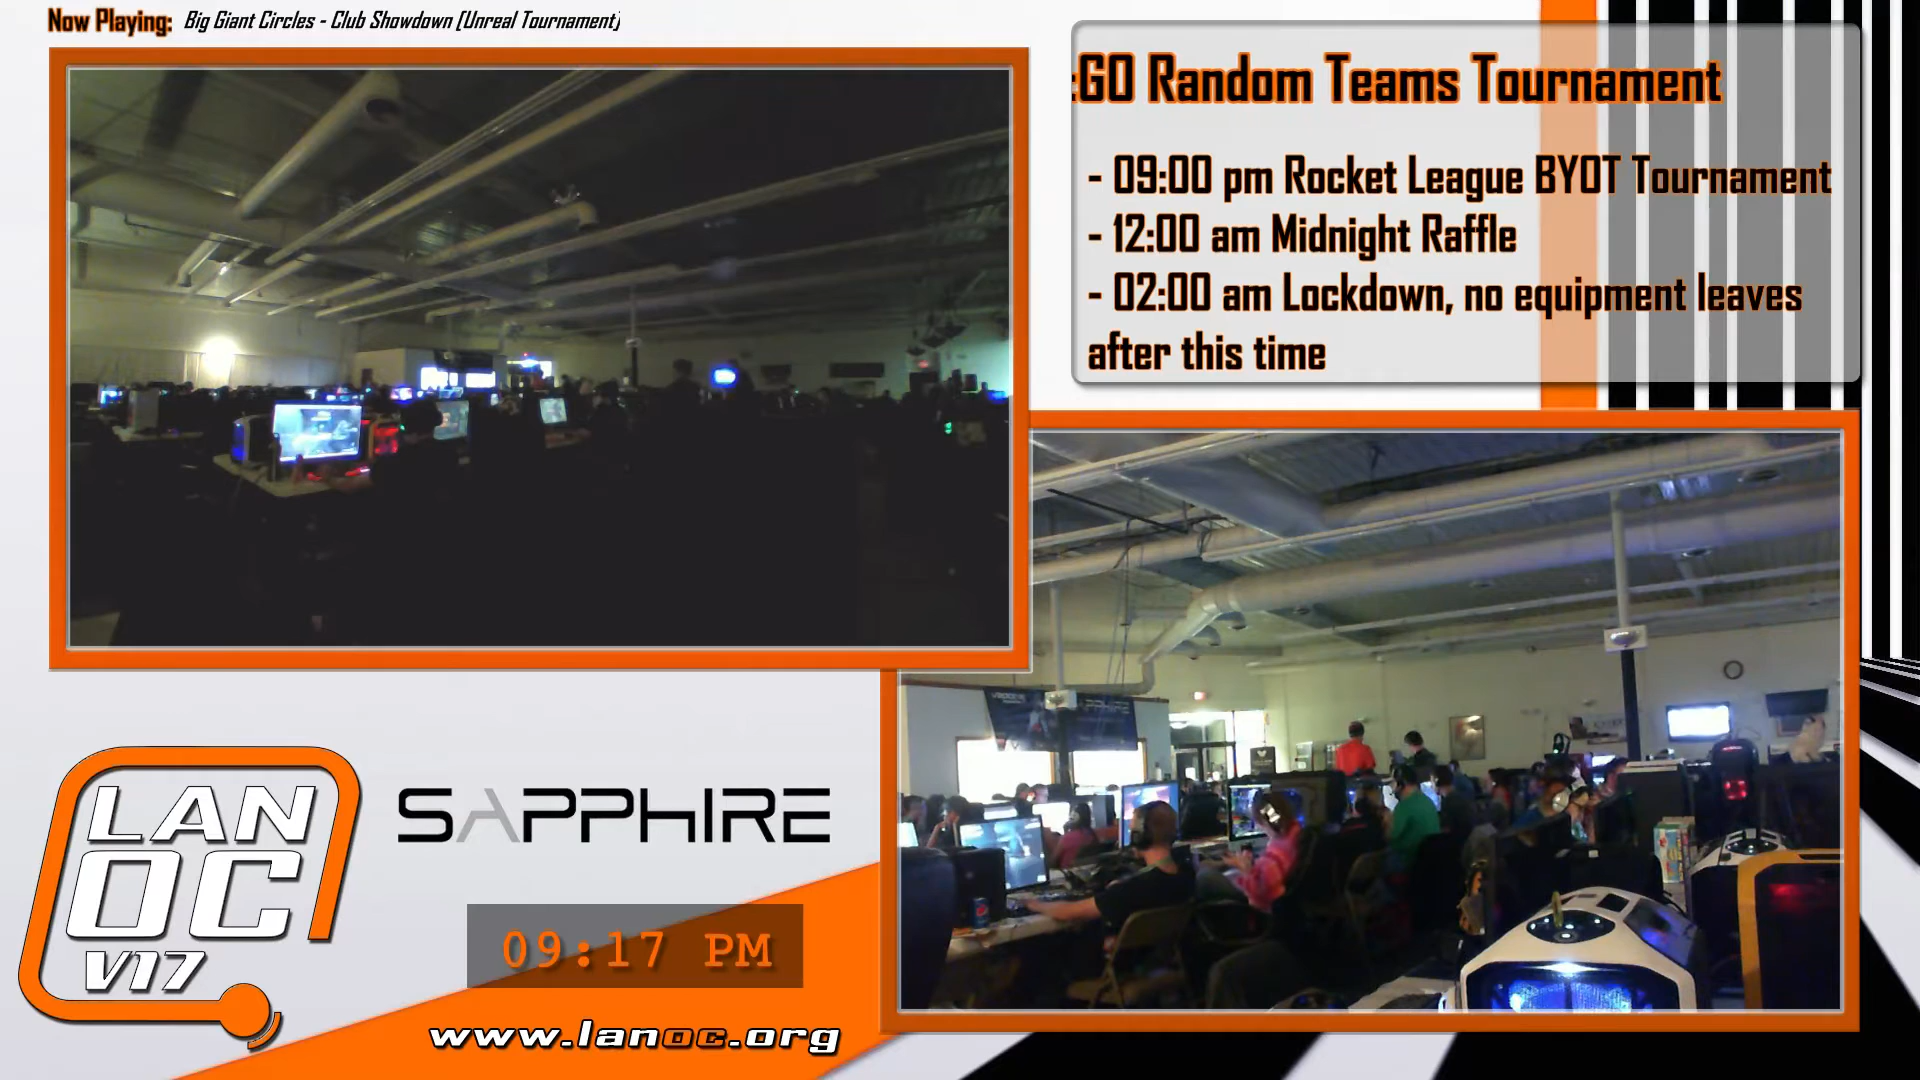 Now Playing: Big Giant Circles - Club Showdown [Unreal Tournament]
:GO Random Teams Tournament
- 09:00 pm Rocket League BYOT Tournament
- 12:00 am Midnight Raffle
- 02:00 am Lockdown, no equipment leaves
after this time
SAPPHIRE
LAN
OC
V17
SAPPHIRE
09:17 PM
www.lanoc.org